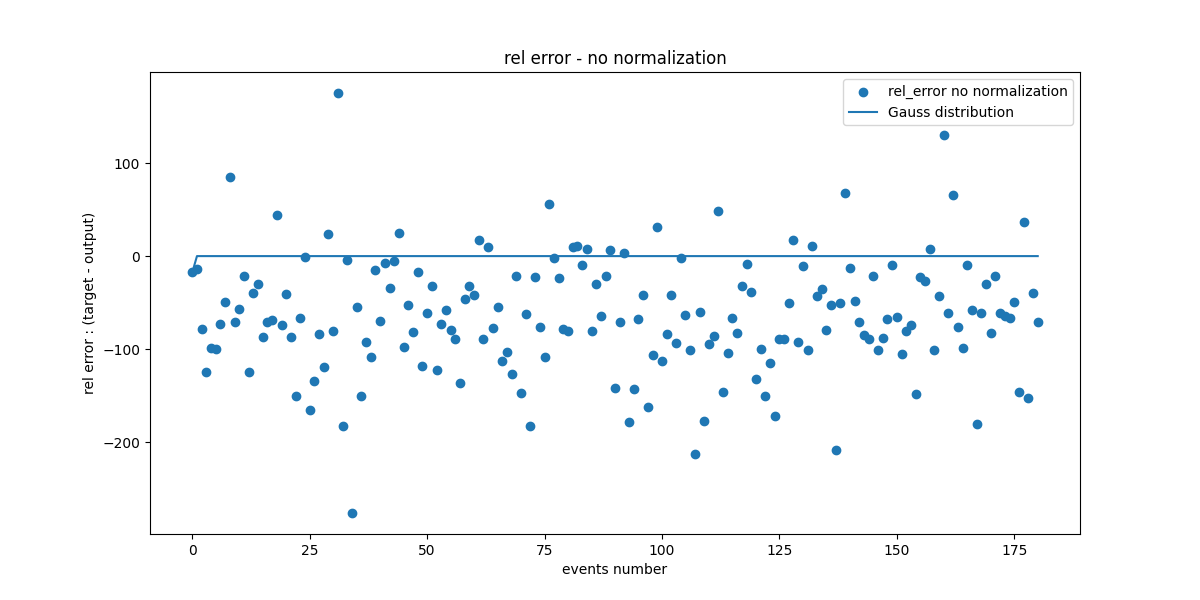 rel error - no normalization
rel_error no normalization
Gauss distribution
rel error : (target - output)
100
0
−100
−200
0
25
50
75
100
125
150
175
events number